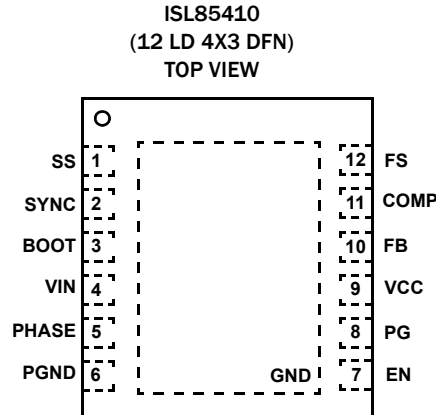 ISL85410
(12 LD 4X3 DFN)
TOP VIEW
SS 1 12 FS
SYNC 2 11 COMP
BOOT 3 10 FB
VIN 4 9 VCC
PHASE 5 8 PG
PGND 6 GND 7 EN